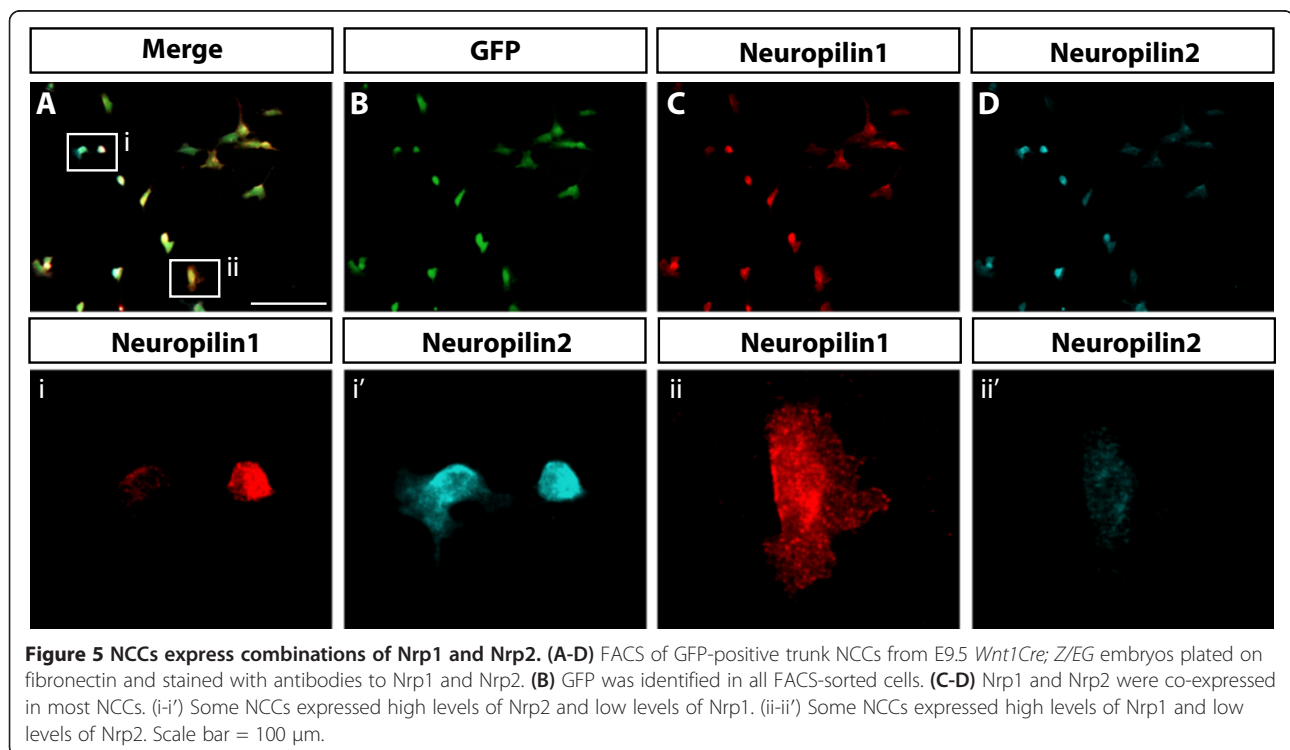 Merge GFP Neuropilin1 Neuropilin2
A i ii B C D
Neuropilin1 Neuropilin2 Neuropilin1 Neuropilin2
i i′ ii ii′
Figure 5 NCCs express combinations of Nrp1 and Nrp2. (A-D) FACS of GFP-positive trunk NCCs from E9.5 Wnt1Cre; Z/EG embryos plated on
fibronectin and stained with antibodies to Nrp1 and Nrp2. (B) GFP was identified in all FACS-sorted cells. (C-D) Nrp1 and Nrp2 were co-expressed
in most NCCs. (i-i′) Some NCCs expressed high levels of Nrp2 and low levels of Nrp1. (ii-ii′) Some NCCs expressed high levels of Nrp1 and low
levels of Nrp2. Scale bar = 100 μm.